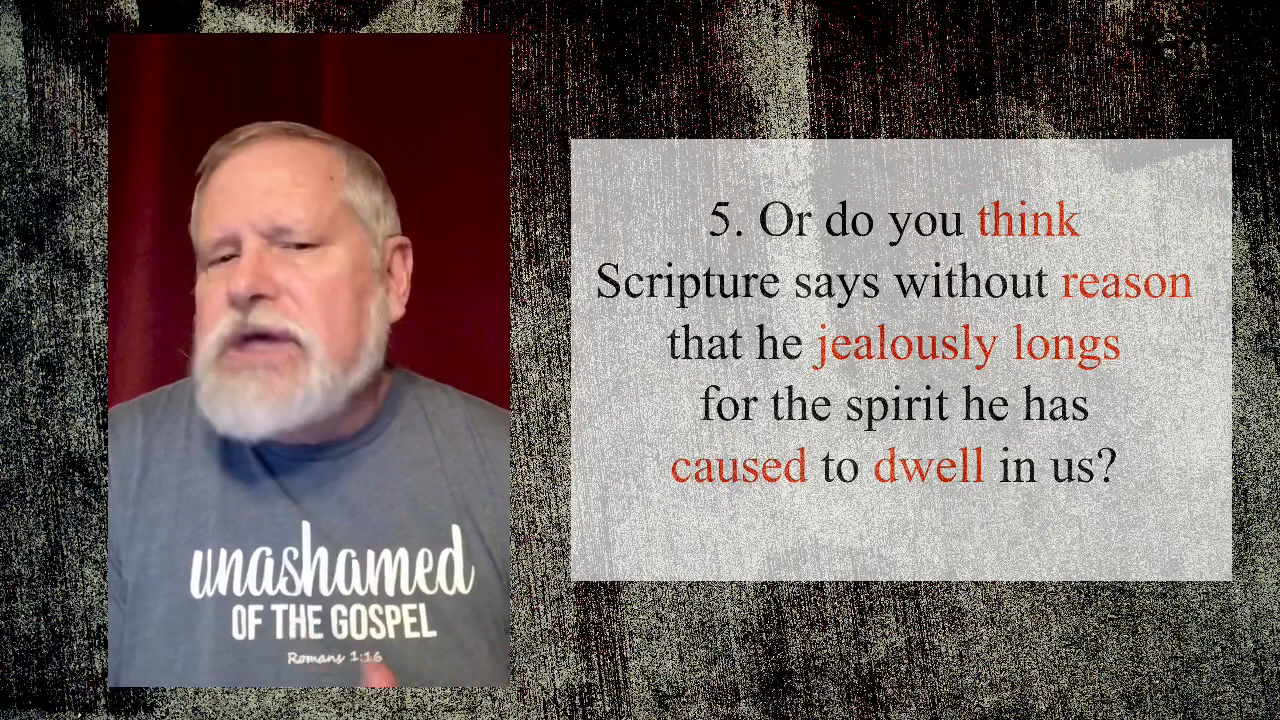 5. Or do you think
Scripture says without reason
that he jealously longs
for the spirit he has
caused to dwell in us?
unashamed
OF THE GOSPEL
Romans 1:16